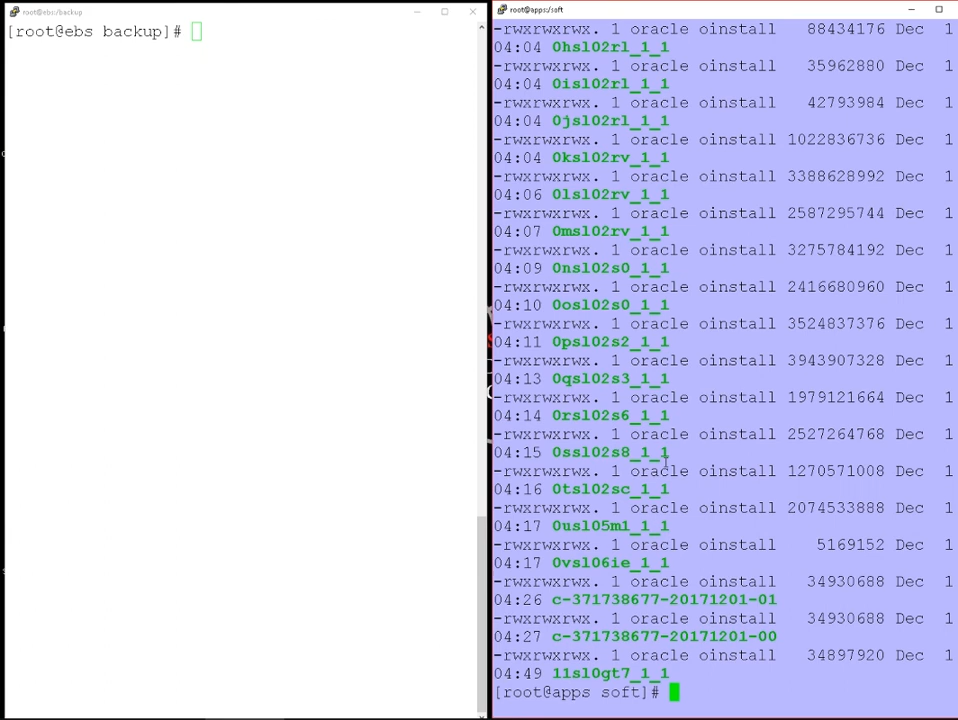 root@ebs:/backup
[root@ebs backup]#
root@apps:/soft
-rwxrwxrwx. 1 oracle oinstall 88434176 Dec 1
04:04 0hsl02rl_1_1
-rwxrwxrwx. 1 oracle oinstall 35962880 Dec 1
04:04 0isl02rl_1_1
-rwxrwxrwx. 1 oracle oinstall 42793984 Dec 1
04:04 0jsl02rl_1_1
-rwxrwxrwx. 1 oracle oinstall 1022836736 Dec 1
04:04 0ksl02rv_1_1
-rwxrwxrwx. 1 oracle oinstall 3388628992 Dec 1
04:06 0lsl02rv_1_1
-rwxrwxrwx. 1 oracle oinstall 2587295744 Dec 1
04:07 0msl02rv_1_1
-rwxrwxrwx. 1 oracle oinstall 3275784192 Dec 1
04:09 0nsl02s0_1_1
-rwxrwxrwx. 1 oracle oinstall 2416680960 Dec 1
04:10 0osl02s0_1_1
-rwxrwxrwx. 1 oracle oinstall 3524837376 Dec 1
04:11 0psl02s2_1_1
-rwxrwxrwx. 1 oracle oinstall 3943907328 Dec 1
04:13 0qsl02s3_1_1
-rwxrwxrwx. 1 oracle oinstall 1979121664 Dec 1
04:14 0rsl02s6_1_1
-rwxrwxrwx. 1 oracle oinstall 2527264768 Dec 1
04:15 0ssl02s8_1_1
-rwxrwxrwx. 1 oracle oinstall 1270571008 Dec 1
04:16 0tsl02sc_1_1
-rwxrwxrwx. 1 oracle oinstall 2074533888 Dec 1
04:17 0usl05m1_1_1
-rwxrwxrwx. 1 oracle oinstall 5169152 Dec 1
04:17 0vsl06ie_1_1
-rwxrwxrwx. 1 oracle oinstall 34930688 Dec 1
04:26 c-371738677-20171201-01
-rwxrwxrwx. 1 oracle oinstall 34930688 Dec 1
04:27 c-371738677-20171201-00
-rwxrwxrwx. 1 oracle oinstall 34897920 Dec 1
04:49 11sl0gt7_1_1
[root@apps soft]#